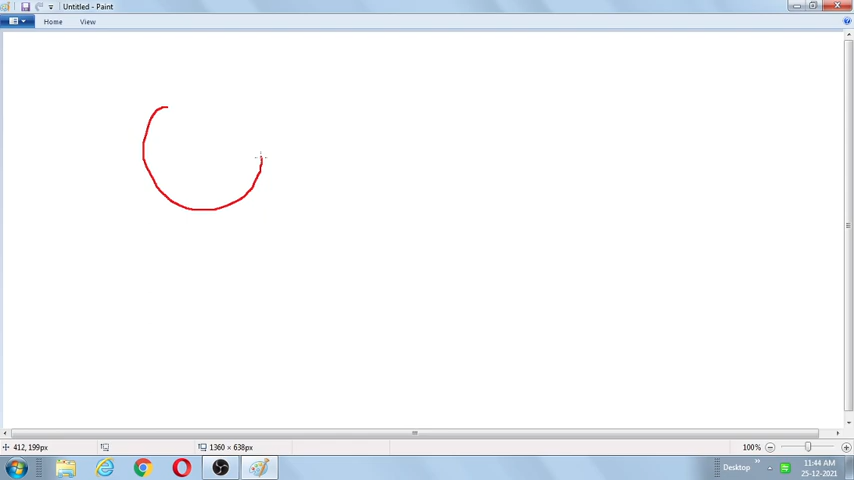 Untitled - Paint
Home View
412, 199px 1360 × 638px 100%
Desktop 11:44 AM
25-12-2021